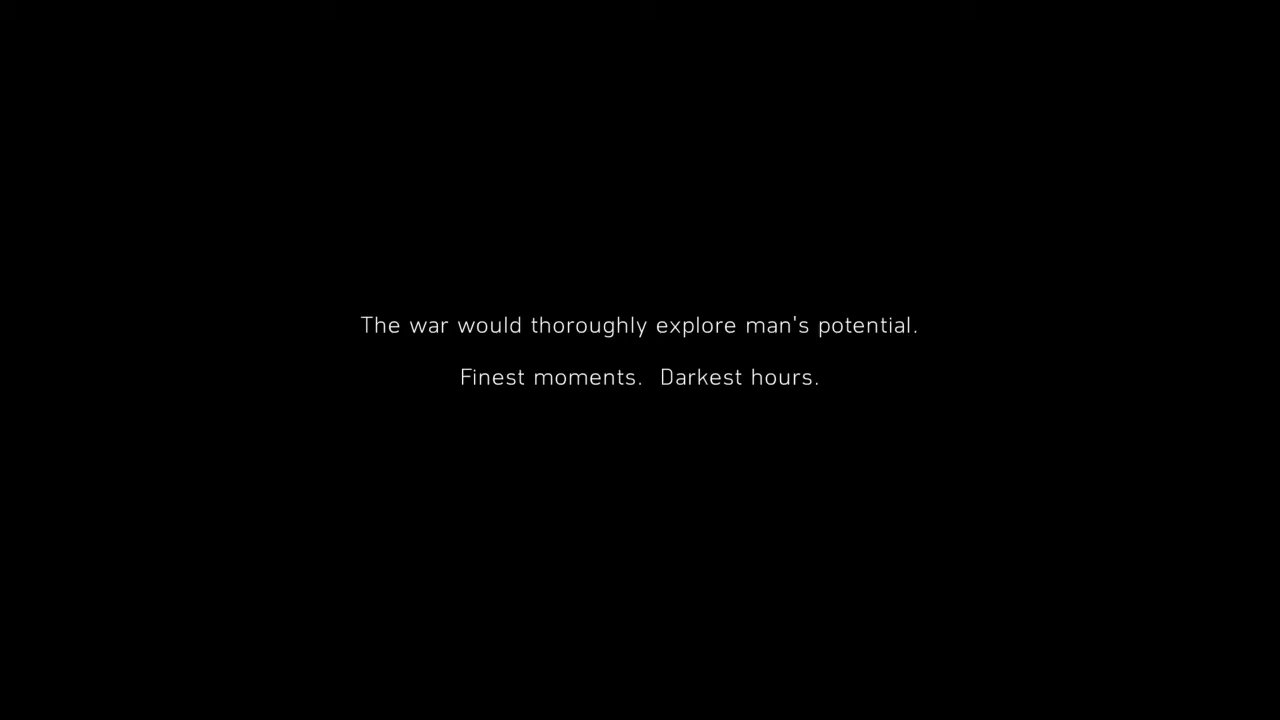 The war would thoroughly explore man's potential.
Finest moments.  Darkest hours.